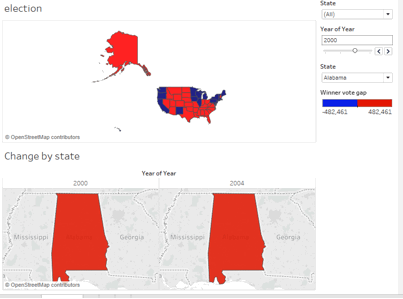 election
State
(All)
Year of Year
2000
State
Alabama
Winner vote gap
-482,461 482,461
© OpenStreetMap contributors
Change by state
Year of Year
2000 2004
Mississippi Georgia Mississippi Georgia
© OpenStreetMap contributors